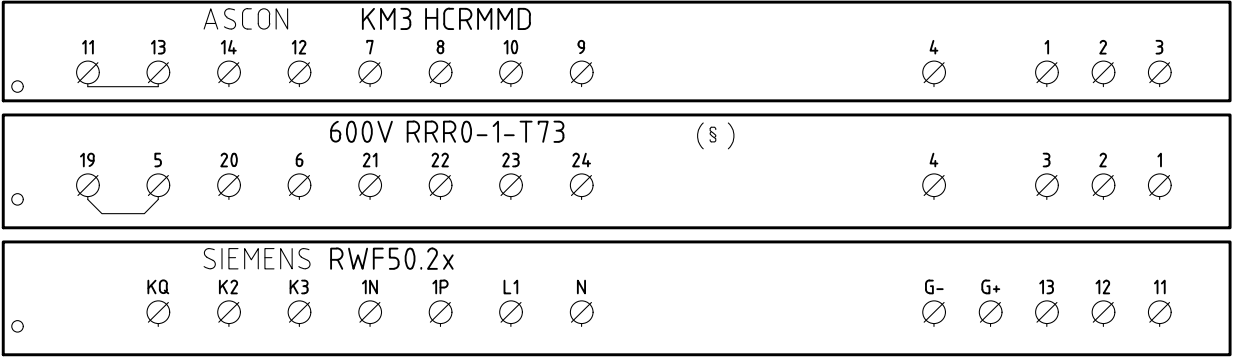 ASCON KM3 HCRMMD
11 13 14 12 7 8 10 9 4 1 2 3
600V RRR0-1-T73 (§)
19 5 20 6 21 22 23 24 4 3 2 1
SIEMENS RWF50.2x
KQ K2 K3 1N 1P L1 N G- G+ 13 12 11